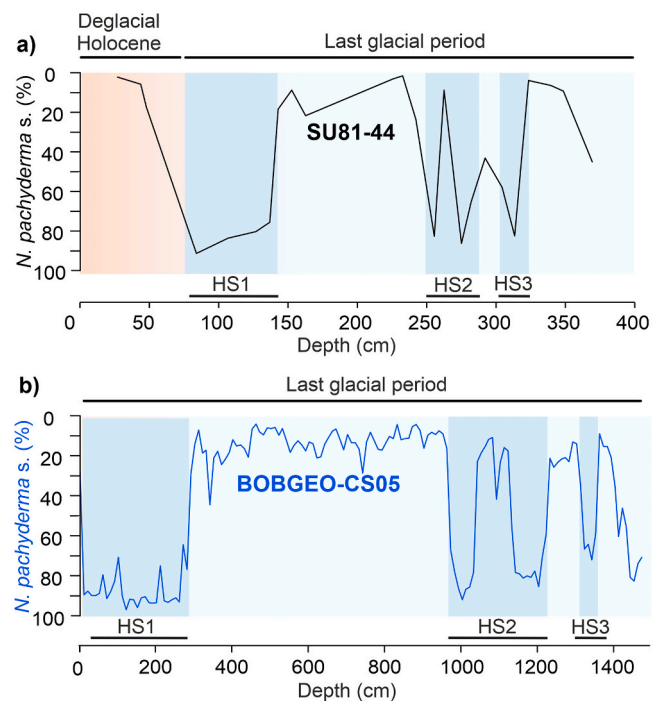 Deglacial
Holocene
Last glacial period
a)
0
20
40
60
80
100
N. pachyderma s. (%)
SU81-44
HS1
HS2
HS3
0
50
100
150
200
250
300
350
400
Depth (cm)
b)
Last glacial period
0
20
40
60
80
100
N. pachyderma s. (%)
BOBGEO-CS05
HS1
HS2
HS3
0
200
400
600
800
1000
1200
1400
Depth (cm)